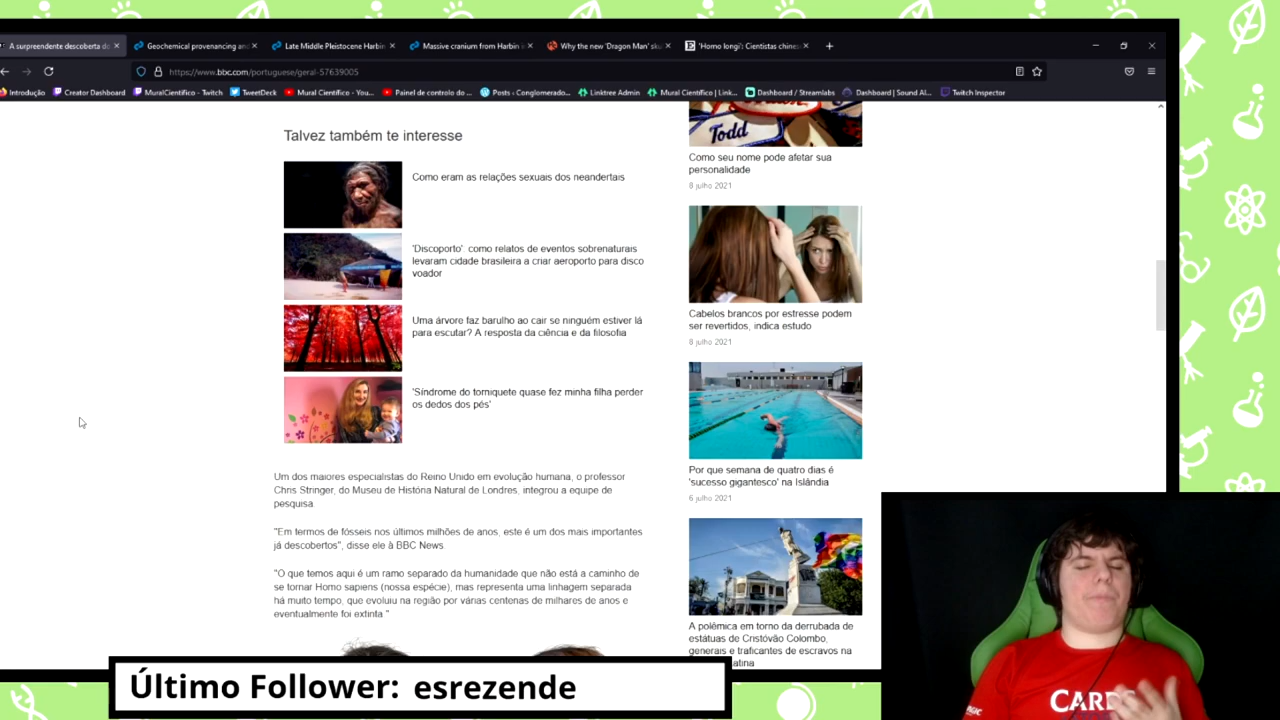 A surpreendente descoberta do
Geochemical provenancing and
Late Middle Pleistocene Harbin
Massive cranium from Harbin i
Why the new 'Dragon Man' sku
'Homo longi': Cientistas chines
https://www.bbc.com/portuguese/geral-57639005
Introdução
Creator Dashboard
MuralCientifico - Twitch
TweetDeck
Mural Científico - You...
Painel de controlo do ...
Posts ‹ Conglomerado...
Linktree Admin
Mural Científico | Link...
Dashboard / Streamlabs
Dashboard | Sound Al...
Twitch Inspector
Talvez também te interesse
Como eram as relações sexuais dos neandertais
'Discoporto': como relatos de eventos sobrenaturais
levaram cidade brasileira a criar aeroporto para disco
voador
Uma árvore faz barulho ao cair se ninguém estiver lá
para escutar? A resposta da ciência e da filosofia
'Síndrome do torniquete quase fez minha filha perder
os dedos dos pés'
Um dos maiores especialistas do Reino Unido em evolução humana, o professor
Chris Stringer, do Museu de História Natural de Londres, integrou a equipe de
pesquisa.
"Em termos de fósseis nos últimos milhões de anos, este é um dos mais importantes
já descobertos", disse ele à BBC News.
"O que temos aqui é um ramo separado da humanidade que não está a caminho de
se tornar Homo sapiens (nossa espécie), mas representa uma linhagem separada
há muito tempo, que evoluiu na região por várias centenas de milhares de anos e
eventualmente foi extinta."
Todd
Como seu nome pode afetar sua
personalidade
8 julho 2021
Cabelos brancos por estresse podem
ser revertidos, indica estudo
8 julho 2021
Por que semana de quatro dias é
'sucesso gigantesco' na Islândia
6 julho 2021
A polêmica em torno da derrubada de
estátuas de Cristóvão Colombo,
generais e traficantes de escravos na
atina
Último Follower: esrezende
CARDS